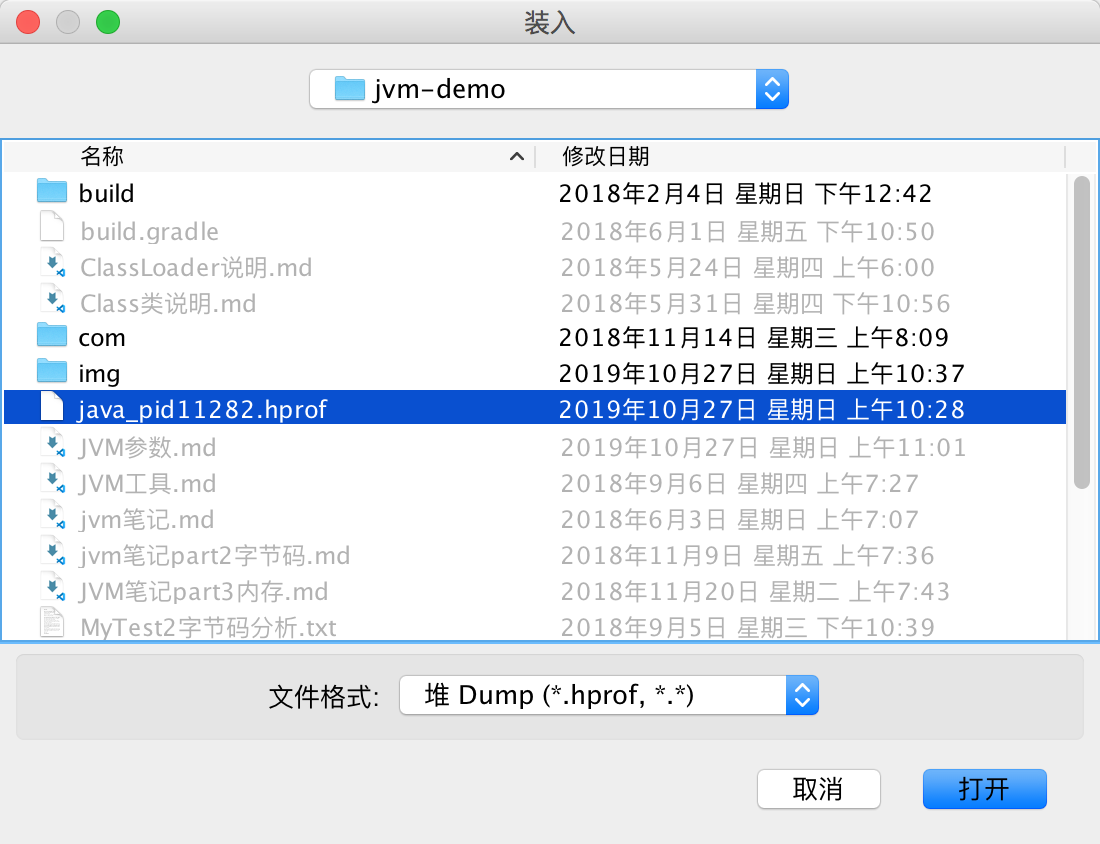 装入
jvm-demo
名称 修改日期
build 2018年2月4日 星期日 下午12:42
build.gradle 2018年6月1日 星期五 下午10:50
ClassLoader说明.md 2018年5月24日 星期四 上午6:00
Class类说明.md 2018年5月31日 星期四 下午10:56
com 2018年11月14日 星期三 上午8:09
img 2019年10月27日 星期日 上午10:37
java_pid11282.hprof 2019年10月27日 星期日 上午10:28
JVM参数.md 2019年10月27日 星期日 上午11:01
JVM工具.md 2018年9月6日 星期四 上午7:27
jvm笔记.md 2018年6月3日 星期日 上午7:07
jvm笔记part2字节码.md 2018年11月9日 星期五 上午7:36
JVM笔记part3内存.md 2018年11月20日 星期二 上午7:43
MyTest2字节码分析.txt 2018年9月5日 星期三 下午10:39
文件格式: 堆 Dump (*.hprof, *.*)
取消 打开